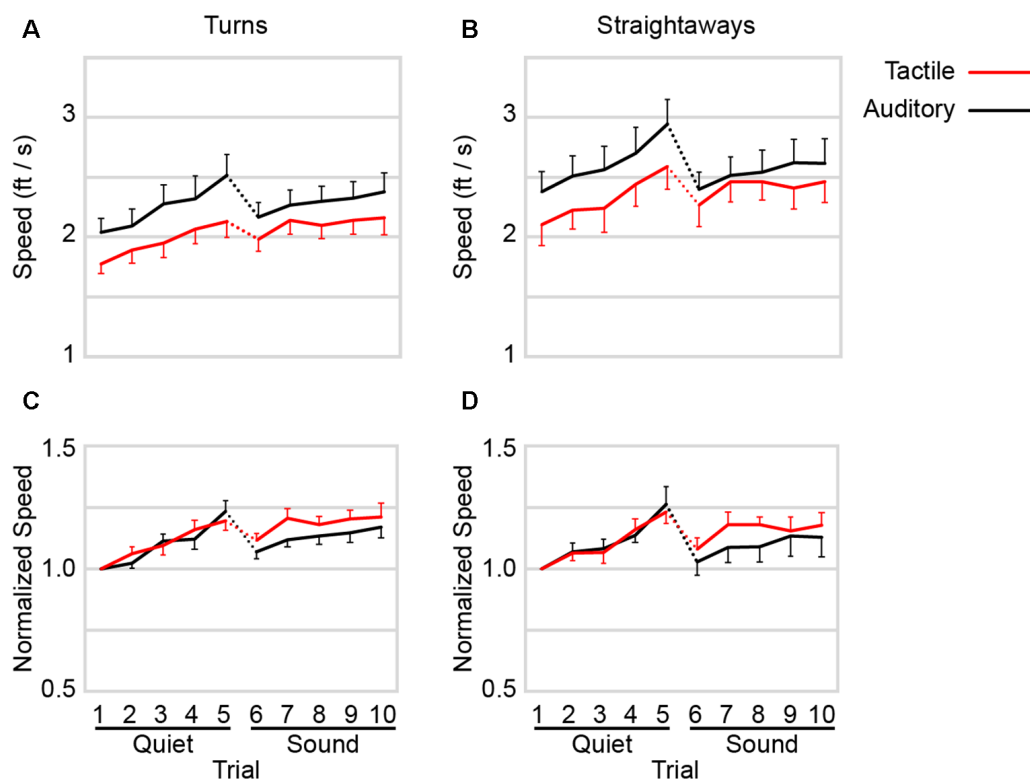 A
Turns
B
Straightaways
Tactile
Auditory
Speed (ft / s)
3
2
1
Speed (ft / s)
3
2
1
C
D
Normalized Speed
1.5
1.0
0.5
Normalized Speed
1.5
1.0
0.5
1 2 3 4 5 6 7 8 9 10
Quiet Sound
Trial
1 2 3 4 5 6 7 8 9 10
Quiet Sound
Trial